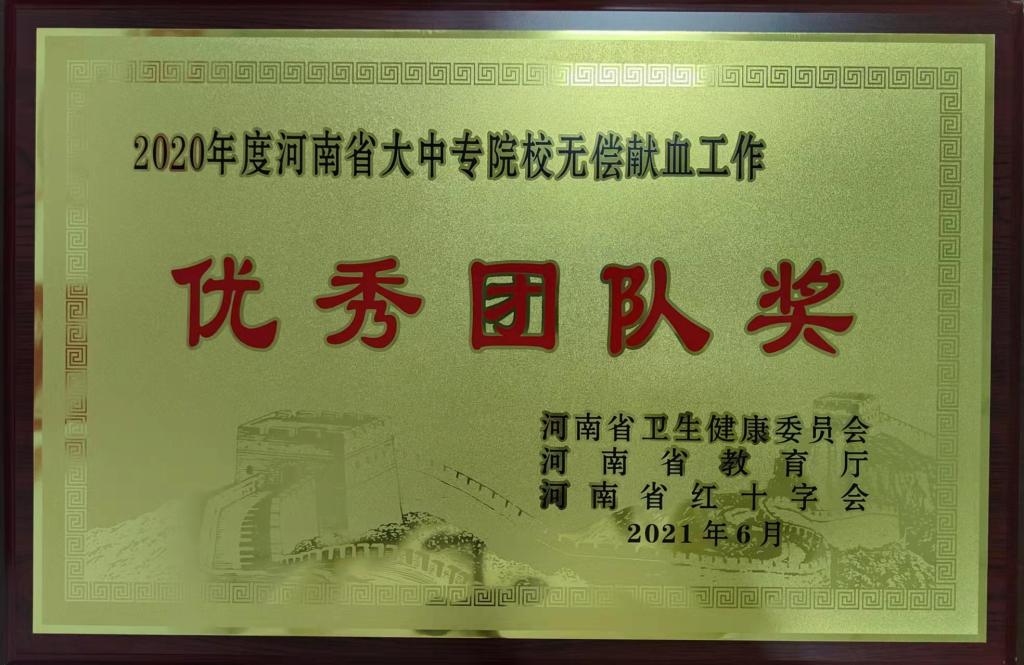 2020年度河南省大中专院校无偿献血工作
优秀团队奖
河南省卫生健康委员会
河南省教育厅
河南省红十字会
2021年6月